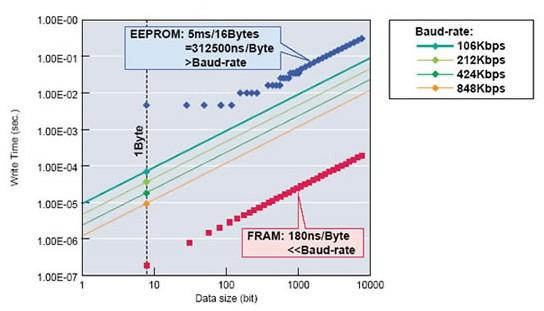 1.00E-00
1.00E-01
1.00E-02
1.00E-03
1.00E-04
1.00E-05
1.00E-06
1.00E-07
Write Time (sec.)
EEPROM: 5ms/16Bytes
=312500ns/Byte
>Baud-rate
1Byte
FRAM: 180ns/Byte
<<Baud-rate
1
10
100
1000
10000
Data size (bit)
Baud-rate:
106Kbps
212Kbps
424Kbps
848Kbps